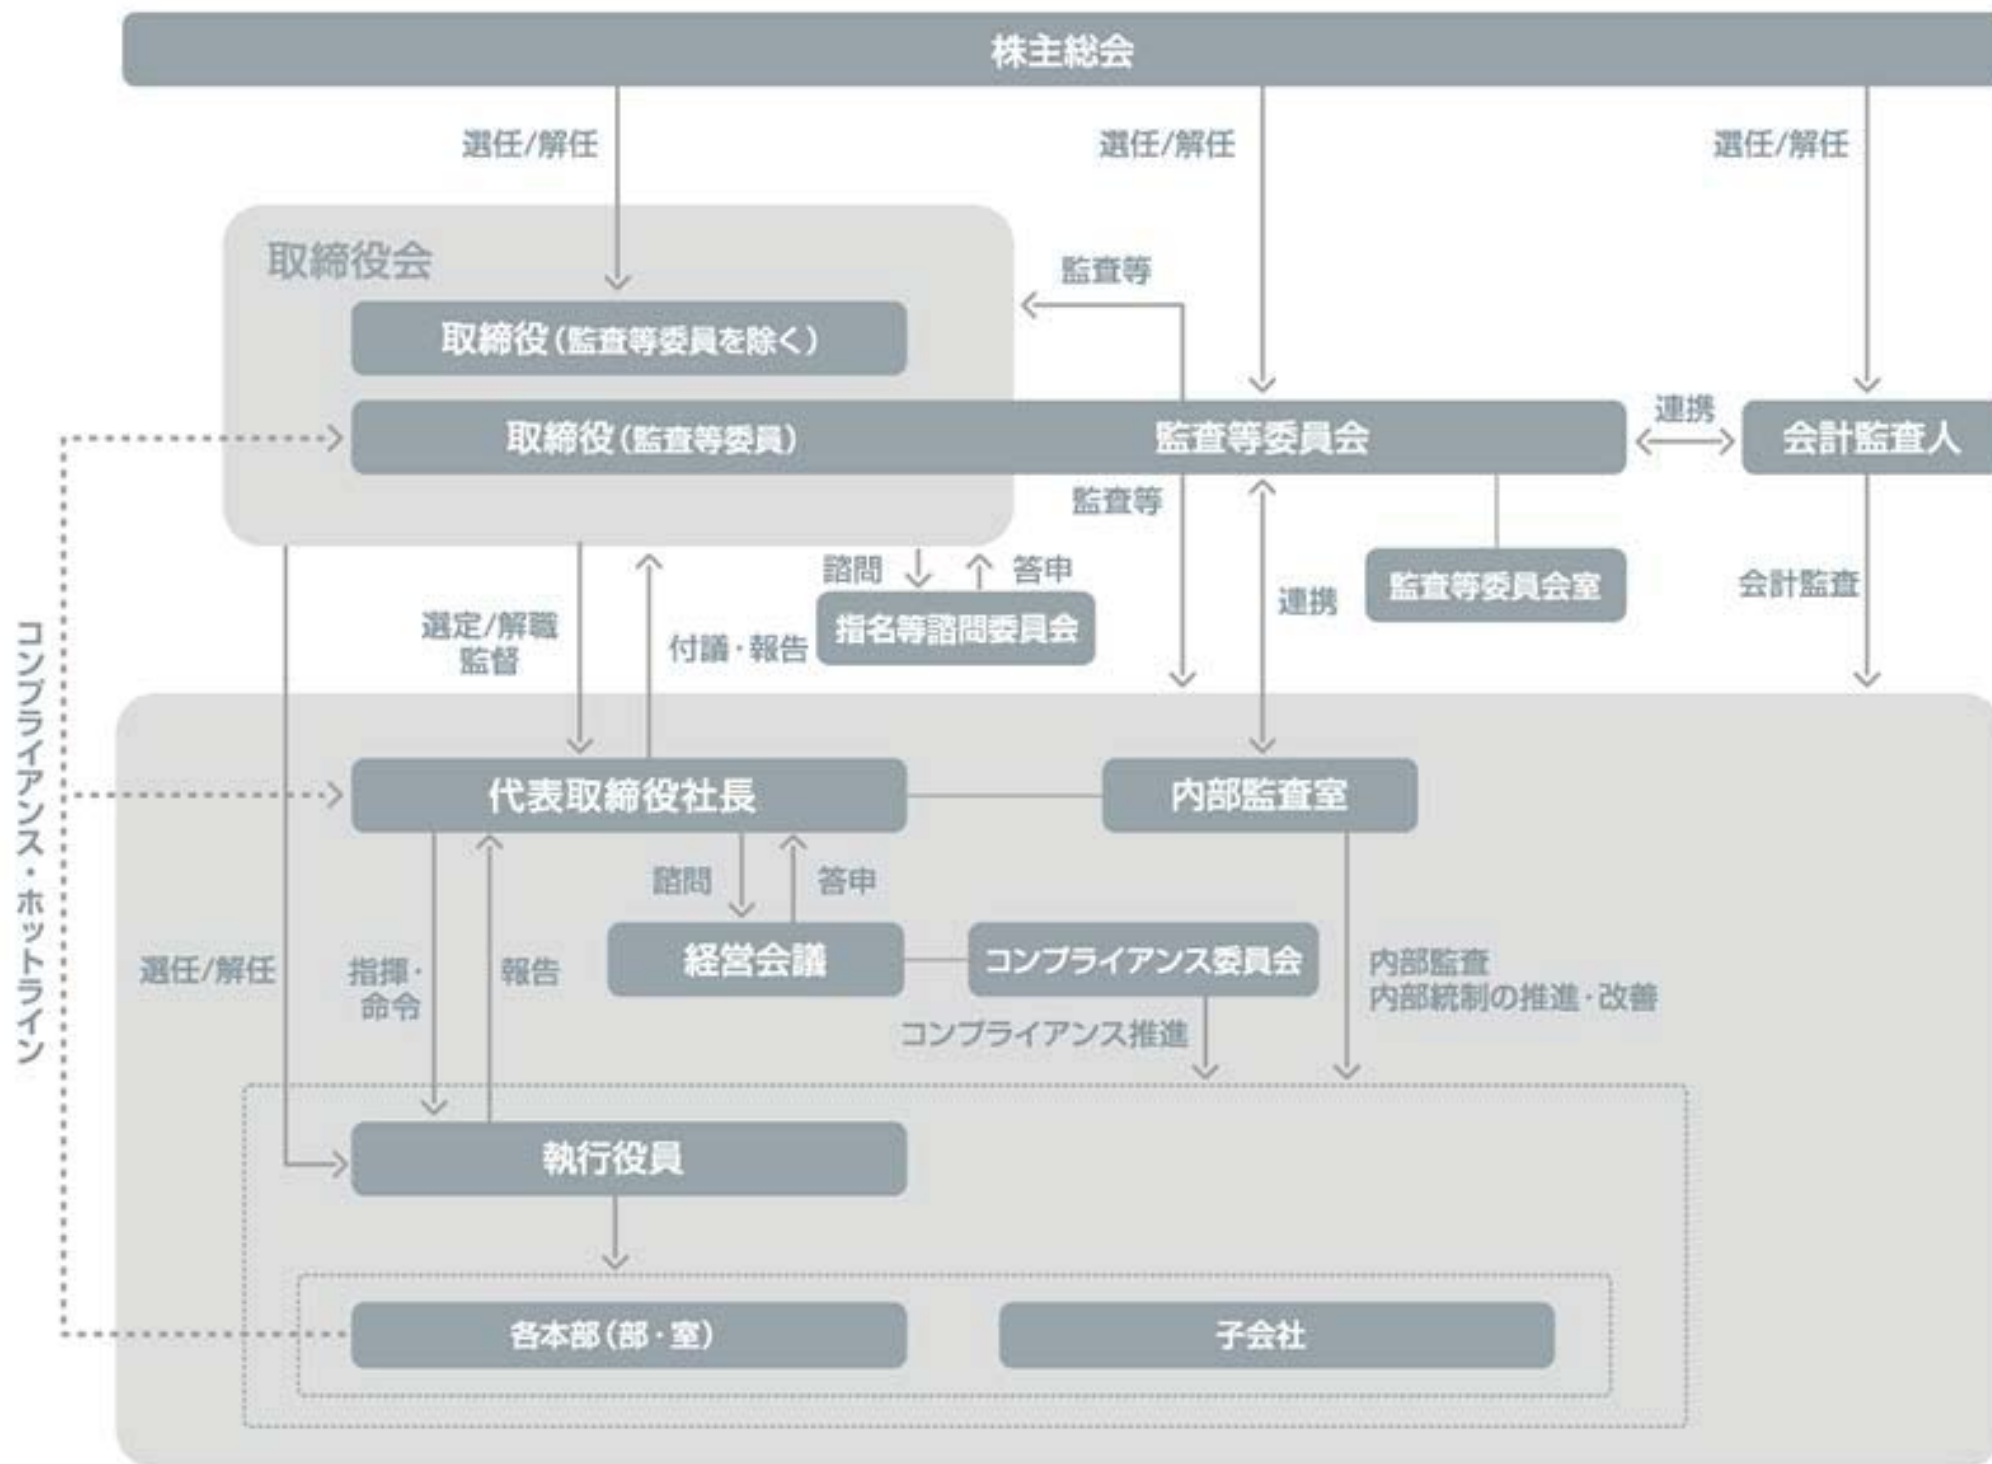 株主総会
選任/解任
選任/解任
選任/解任
取締役会
監査等
取締役(監査等委員を除く)
取締役(監査等委員)
監査等委員会
連携
会計監査人
監査等
諮問
答申
監査等委員会室
会計監査
連携
指名等諮問委員会
選定/解職
監督
付議・報告
コンプライアンス・ホットライン
代表取締役社長
内部監査室
諮問
答申
経営会議
コンプライアンス委員会
選任/解任
指揮・
命令
報告
内部監査
内部統制の推進・改善
コンプライアンス推進
執行役員
各本部(部・室)
子会社